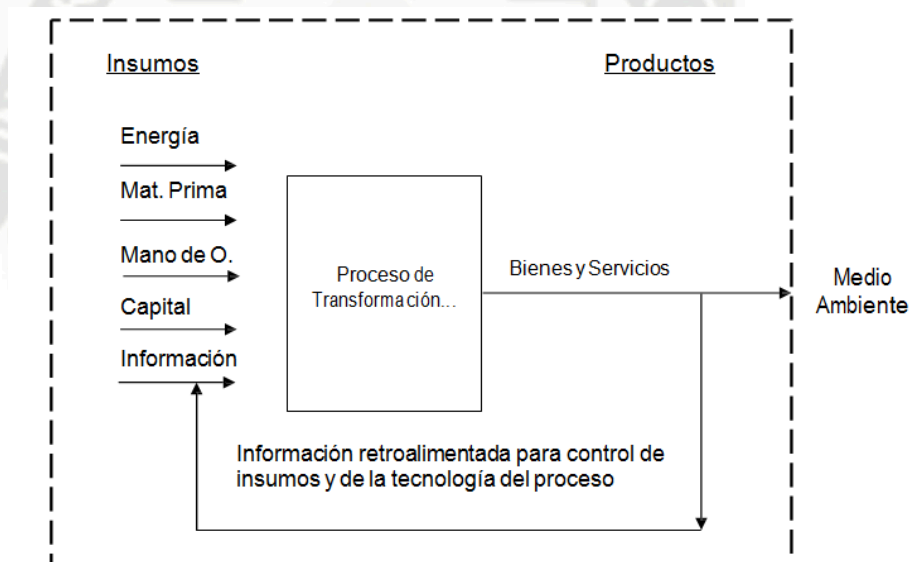 Insumos
Productos
Energía
Mat. Prima
Mano de O.
Capital
Información
Proceso de
Transformación...
Bienes y Servicios
Medio
Ambiente
Información retroalimentada para control de
insumos y de la tecnología del proceso